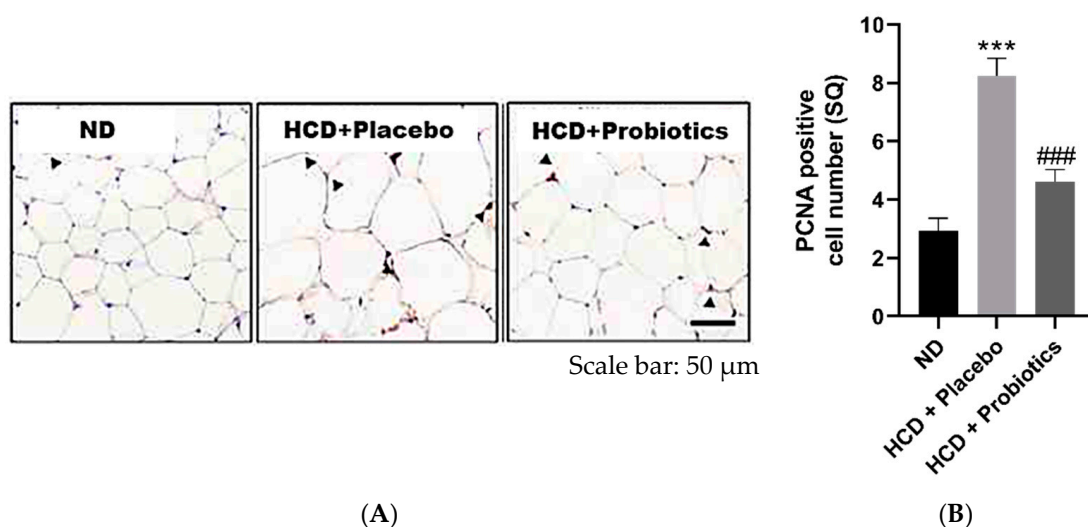 ND
HCD+Placebo
HCD+Probiotics
Scale bar: 50 µm
(A)
PCNA positive
cell number (SQ)
10
8
6
4
2
0
***
###
ND
HCD + Placebo
HCD + Probiotics
(B)